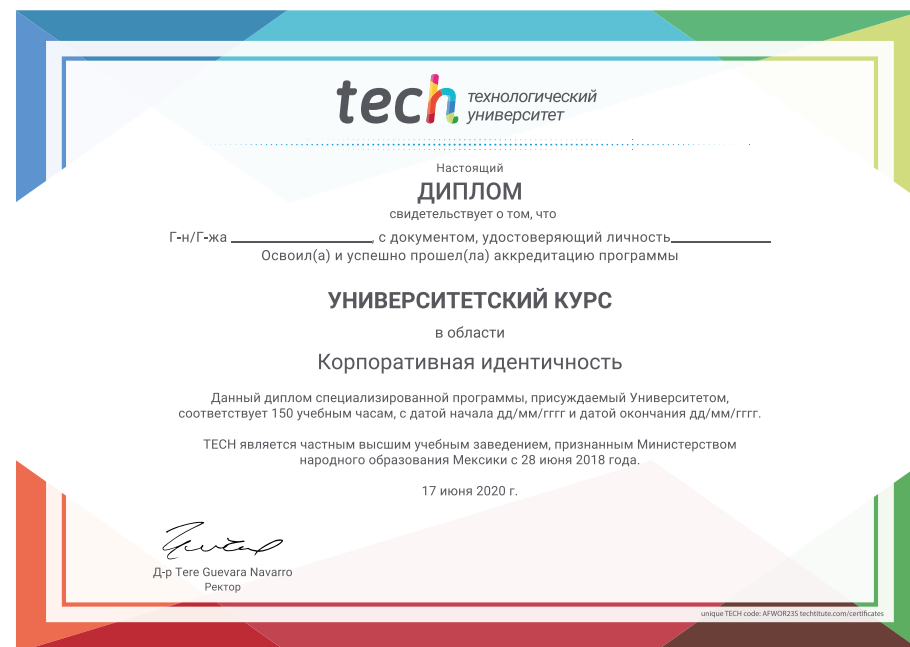 tech технологический
университет
Настоящий
ДИПЛОМ
свидетельствует о том, что
Г-н/Г-жа ____________________, с документом, удостоверяющий личность______________
Освоил(а) и успешно прошел(ла) аккредитацию программы
УНИВЕРСИТЕТСКИЙ КУРС
в области
Корпоративная идентичность
Данный диплом специализированной программы, присуждаемый Университетом,
соответствует 150 учебным часам, с датой начала дд/мм/гггг и датой окончания дд/мм/гггг.
TECH является частным высшим учебным заведением, признанным Министерством
народного образования Мексики с 28 июня 2018 года.
17 июня 2020 г.
Д-р Tere Guevara Navarro
Ректор
unique TECH code: AFWOR23S techtitute.com/certificates